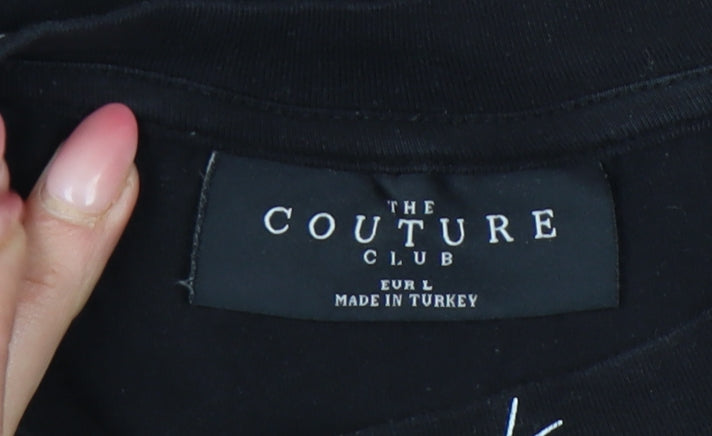 THE
COUTURE
CLUB
EUR L
MADE IN TURKEY